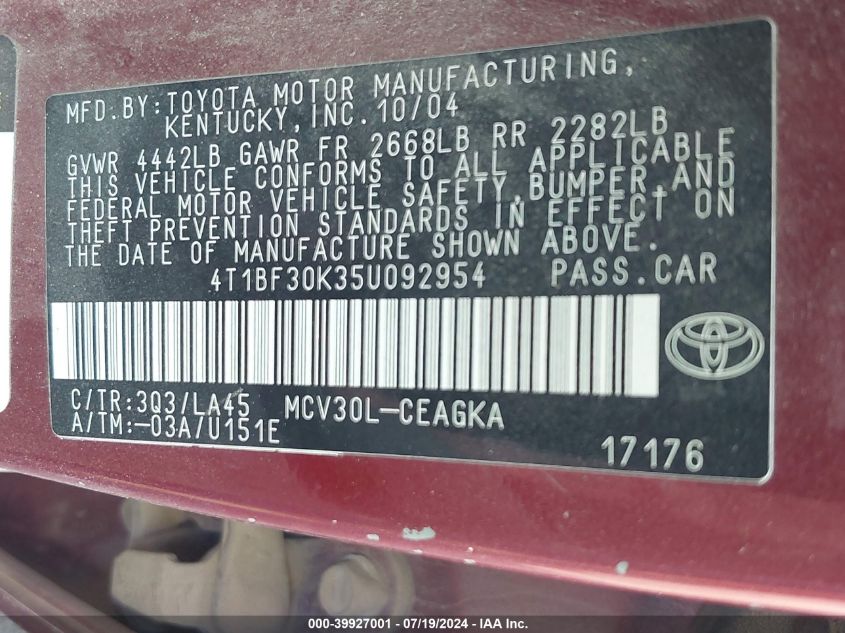 MFD.BY:TOYOTA MOTOR MANUFACTURING,
KENTUCKY, INC. 10/04
GVWR 4442LB GAWR FR 2668LB RR 2282LB
THIS VEHICLE CONFORMS TO ALL APPLICABLE
FEDERAL MOTOR VEHICLE SAFETY,BUMPER,AND
THEFT PREVENTION STANDARDS IN EFFECT ON
THE DATE OF MANUFACTURE SHOWN ABOVE.
4T1BF30K35U092954 PASS.CAR
C/TR:3Q3/LA45 MCV30L-CEAGKA
A/TM:-03A/U151E
17176
000-39927001 / 07/19/2024 - IAA Inc.